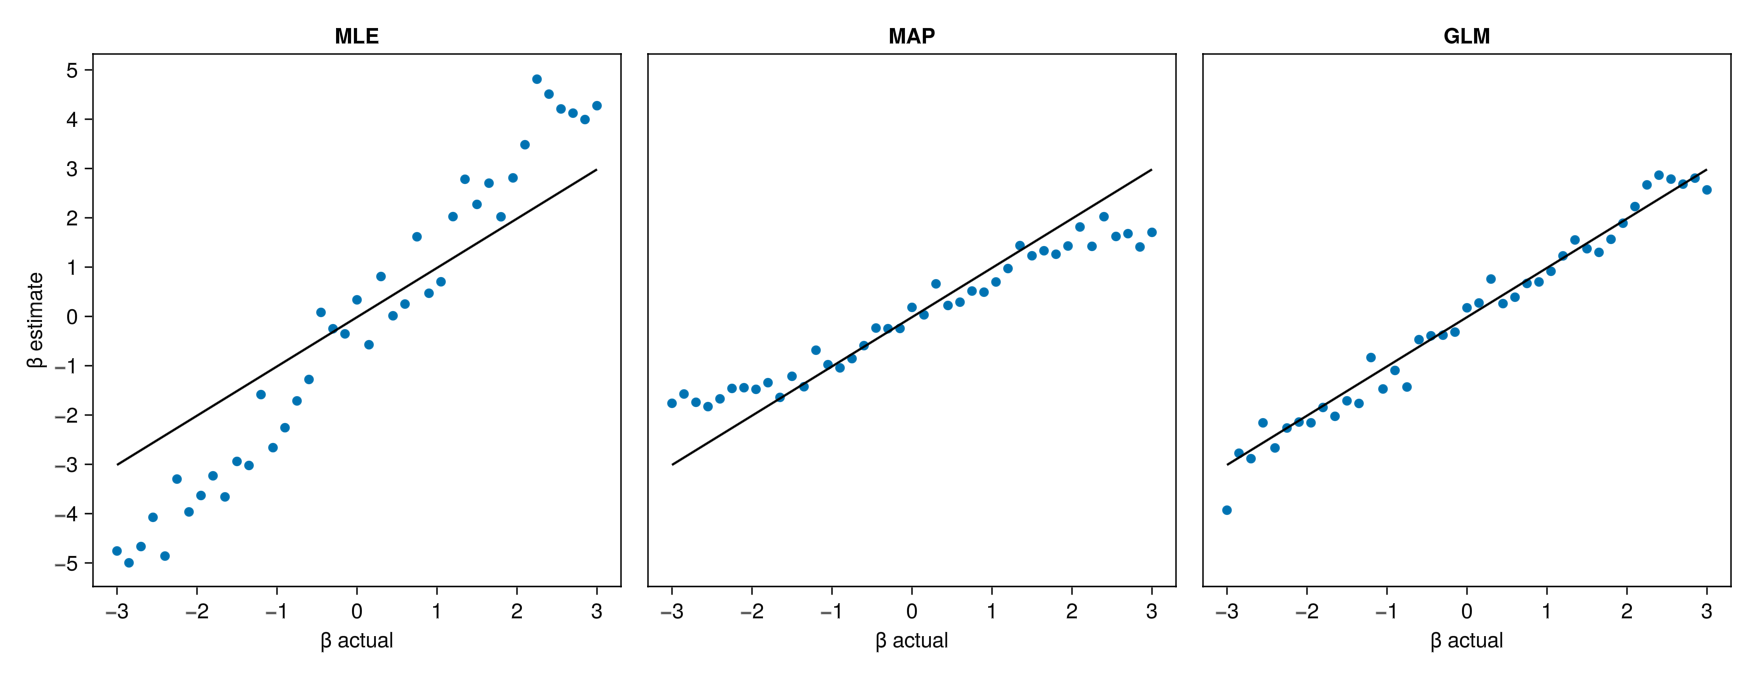 MLE MAP GLM
5
4
3
2
1
0
−1
−2
−3
−4
−5
β estimate
−3 −2 −1 0 1 2 3 −3 −2 −1 0 1 2 3 −3 −2 −1 0 1 2 3
β actual β actual β actual